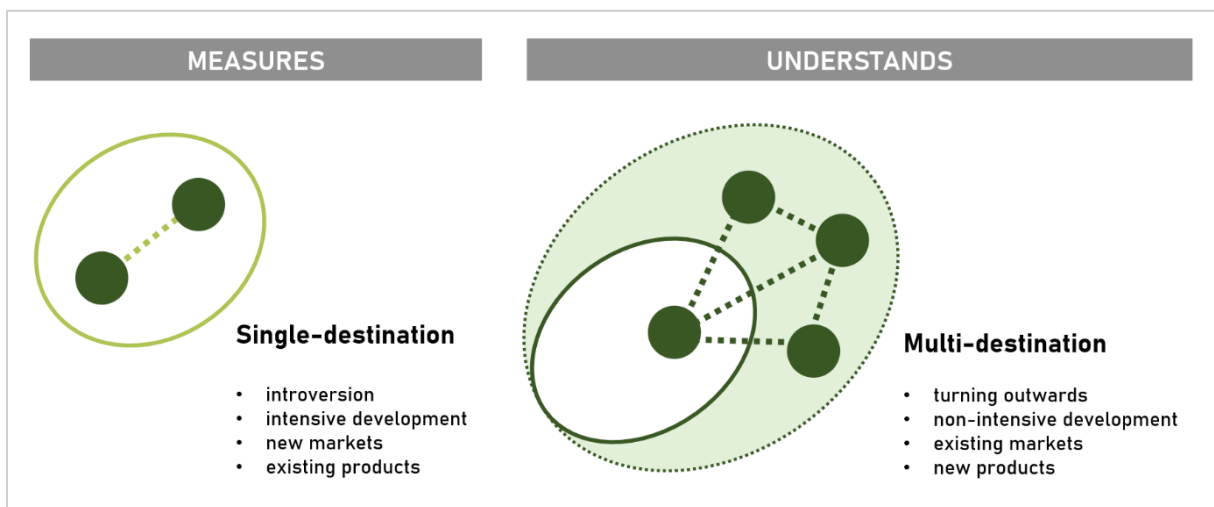 MEASURES
UNDERSTANDS
Single-destination
• introversion
• intensive development
• new markets
• existing products
Multi-destination
• turning outwards
• non-intensive development
• existing markets
• new products